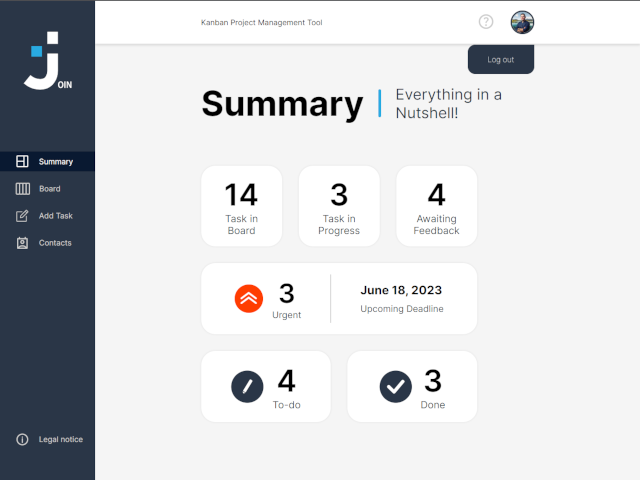 Kanban Project Management Tool
Log out
JOIN
Summary
Board
Add Task
Contacts
Legal notice
Summary
Everything in a
Nutshell!
14
Task in
Board
3
Task in
Progress
4
Awaiting
Feedback
3
Urgent
June 18, 2023
Upcoming Deadline
4
To-do
3
Done